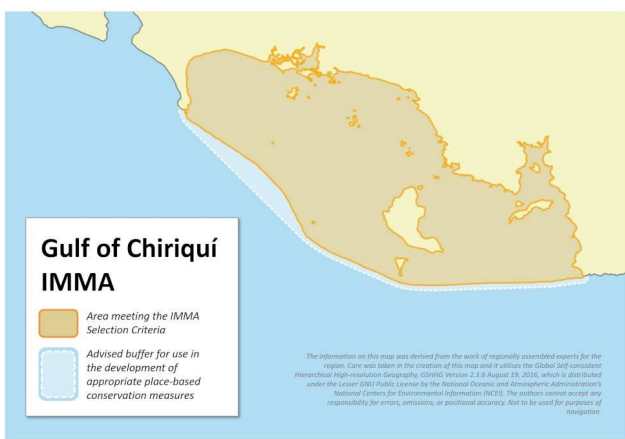 Gulf of Chiriquí
IMMA
Area meeting the IMMA
Selection Criteria
Advised buffer for use in
the development of
appropriate place-based
conservation measures
The information on this map was derived from the work of regionally assembled experts for the
region. Care was taken in the creation of this map and it utilises the Global Self-consistent
Hierarchical High-resolution Geography, GSHHG Version 2.3.6 August 19, 2016, which is distributed
under the Lesser GNU Public License by the National Oceanic and Atmospheric Administration's
National Centers for Environmental Information (NCEI). The authors cannot accept any
responsibility for errors, omissions, or positional accuracy. Not to be used for purposes of
navigation.